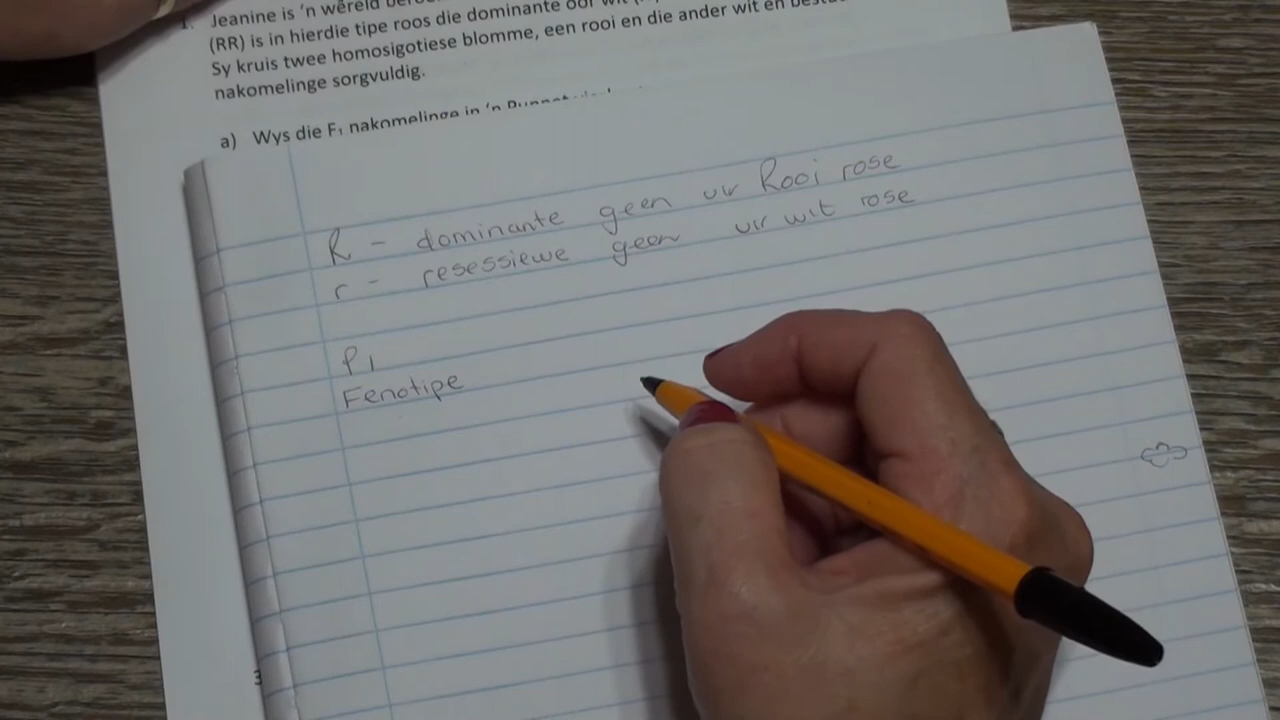 1. Jeanine is 'n wêreld
(RR) is in hierdie tipe roos die dominante oor wit
Sy kruis twee homosigotiese blomme, een rooi en die ander wit en
nakomelinge sorgvuldig.
a) Wys die F₁ nakomelinge in 'n
R - dominante geen vir Rooi rose
r - resessiewe geen vir wit rose
P1
Fenotipe
3